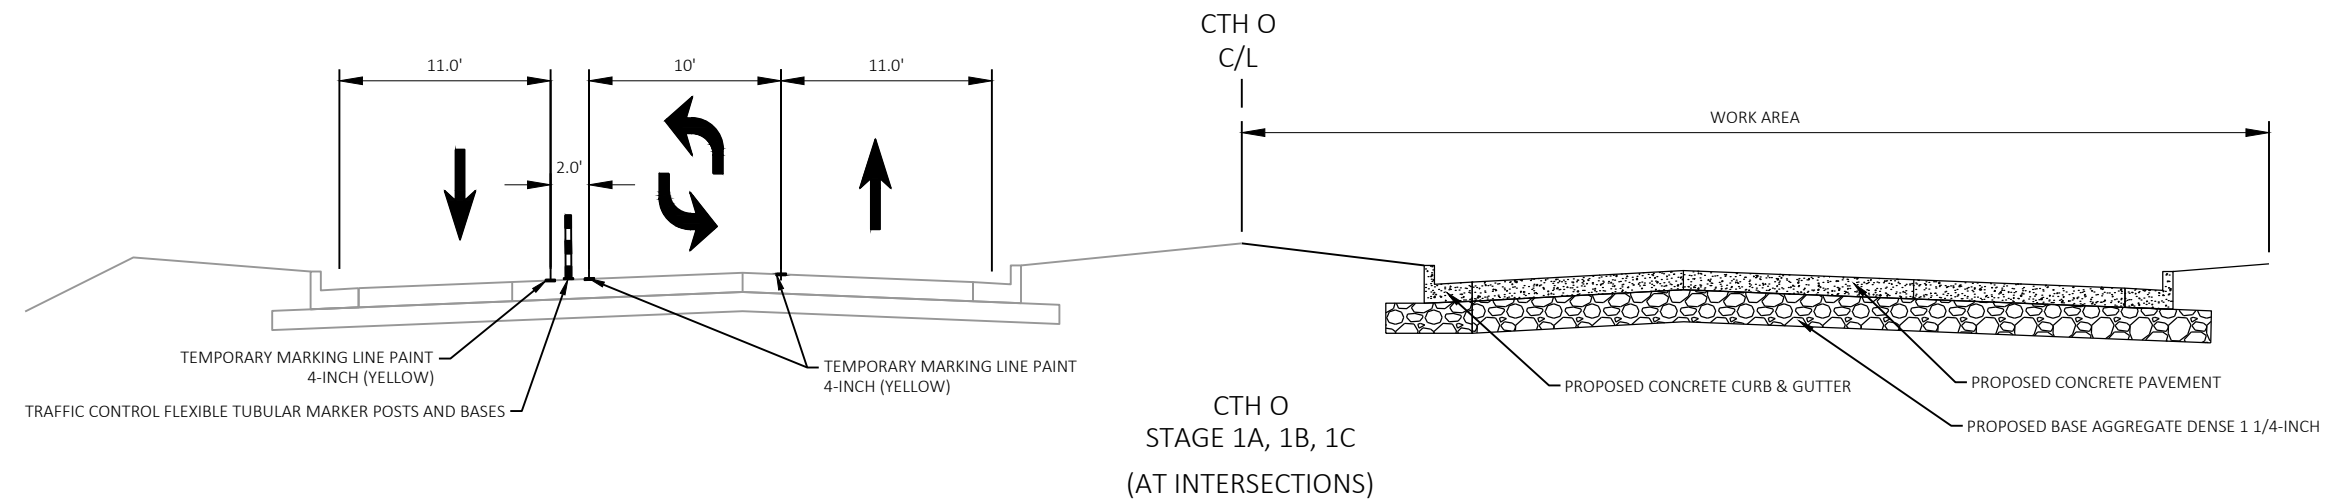 CTH O
C/L
11.0'
10'
11.0'
WORK AREA
2.0'
TEMPORARY MARKING LINE PAINT
4-INCH (YELLOW)
TRAFFIC CONTROL FLEXIBLE TUBULAR MARKER POSTS AND BASES
TEMPORARY MARKING LINE PAINT
4-INCH (YELLOW)
PROPOSED CONCRETE CURB & GUTTER
PROPOSED CONCRETE PAVEMENT
PROPOSED BASE AGGREGATE DENSE 1 1/4-INCH
CTH O
STAGE 1A, 1B, 1C
(AT INTERSECTIONS)